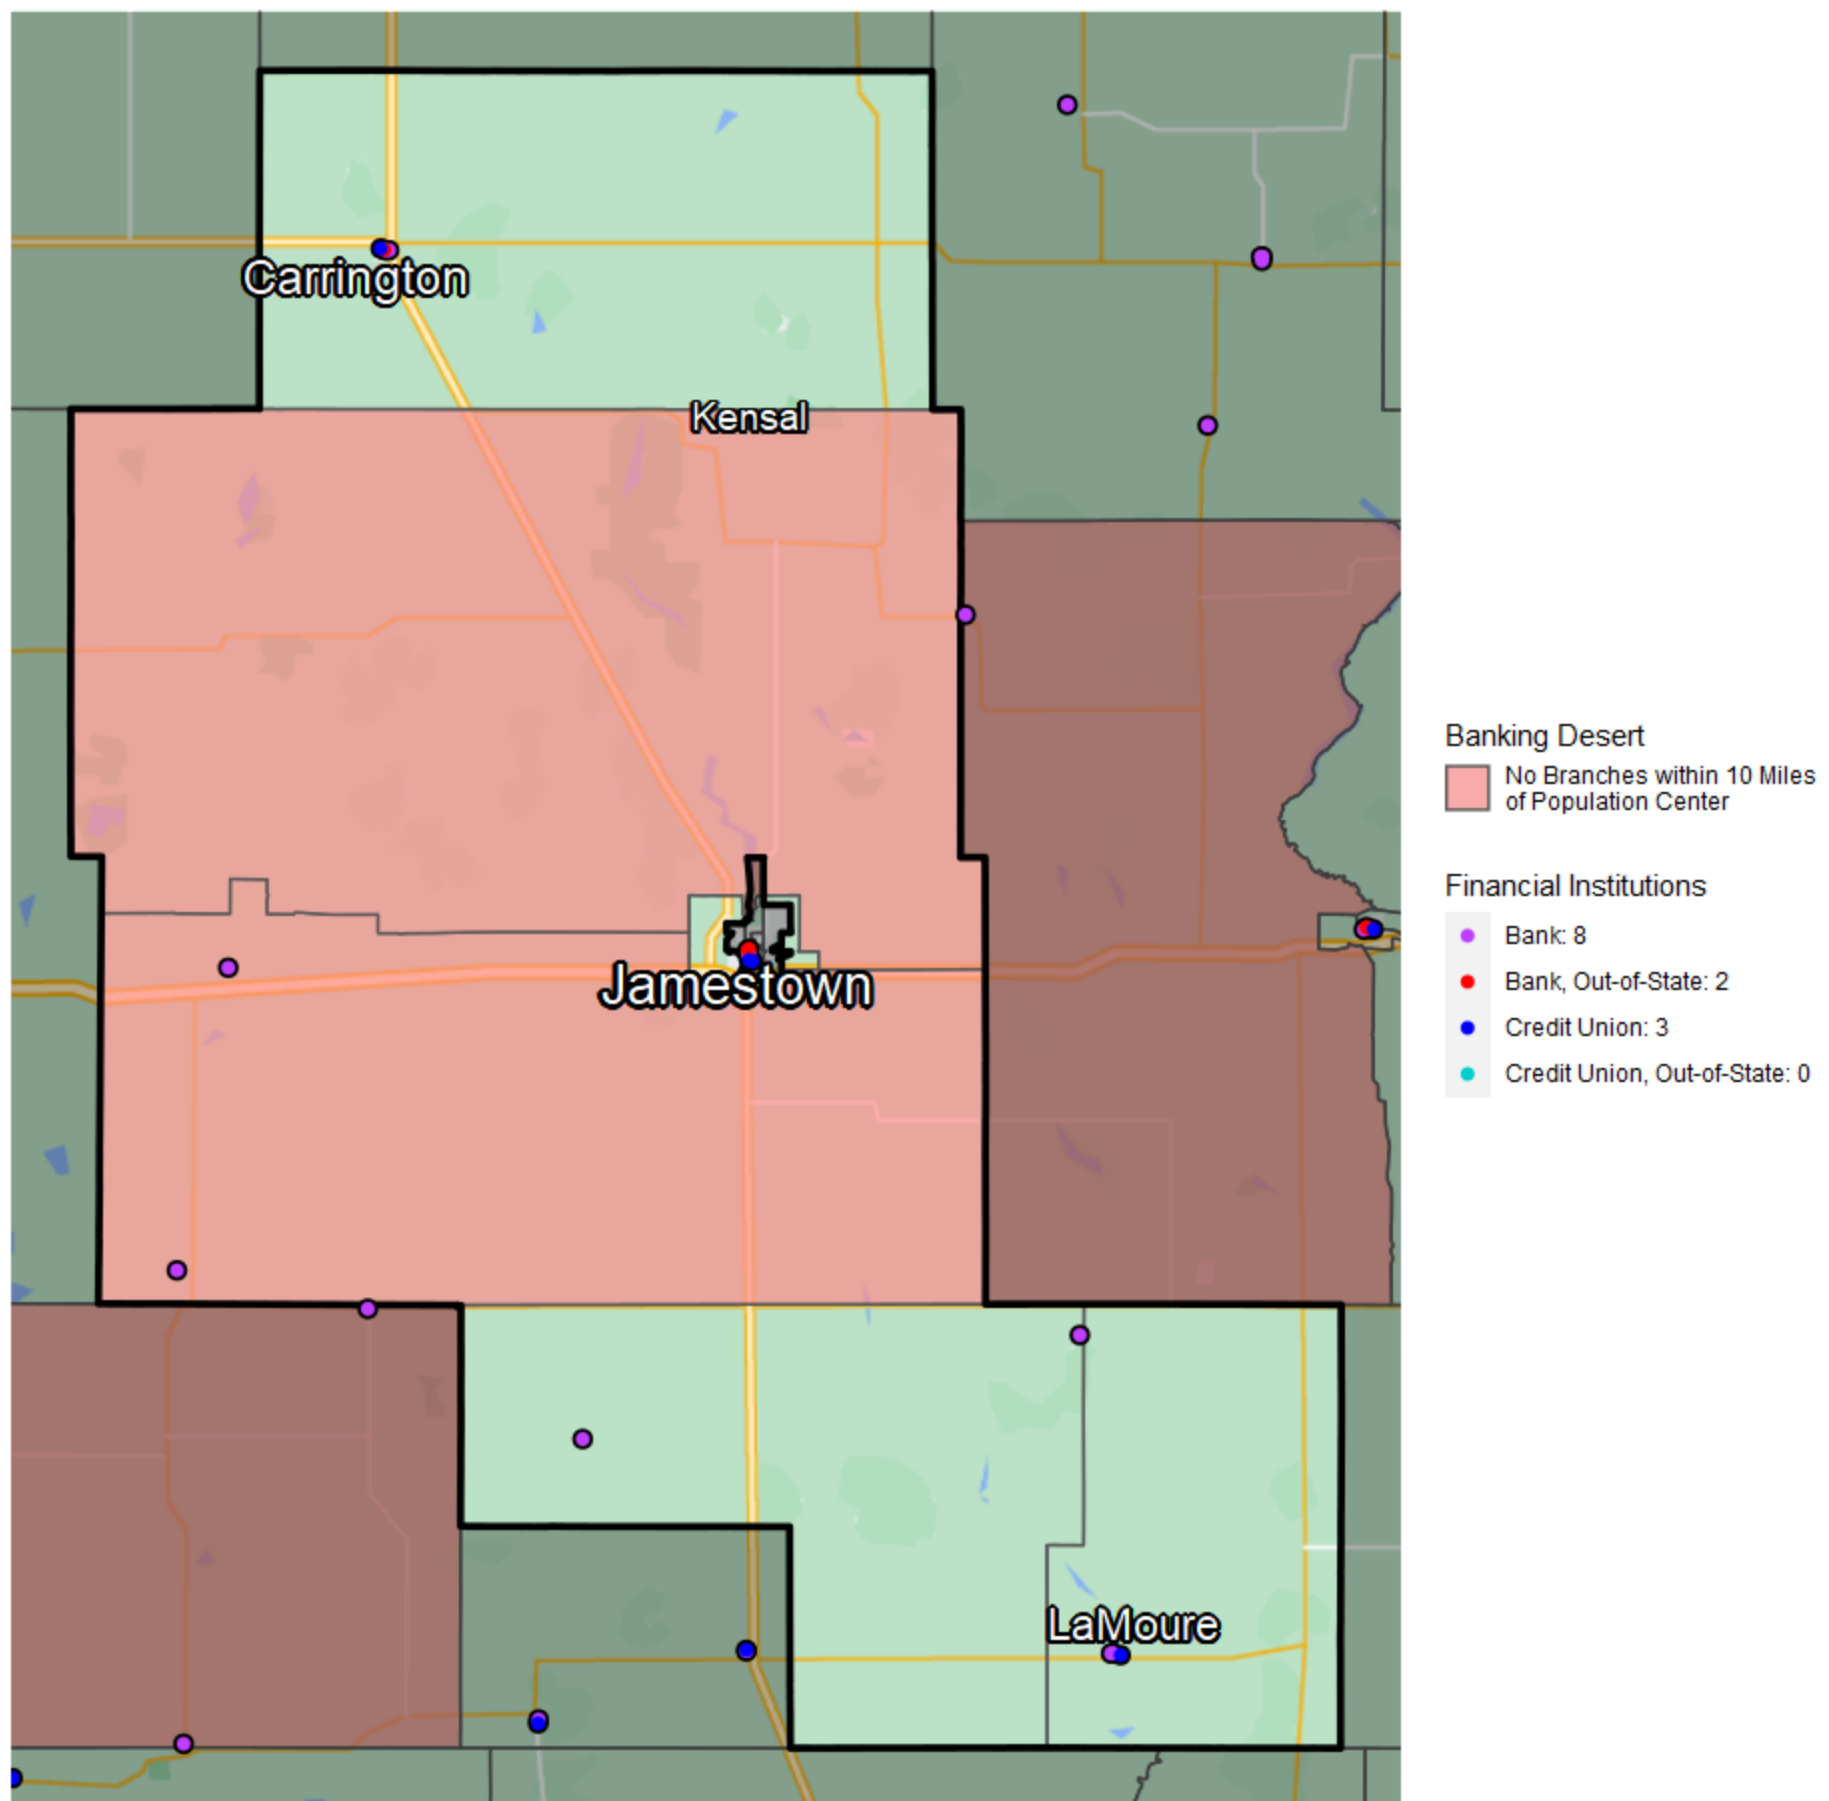 Carrington
Kensal
Jamestown
LaMoure
Banking Desert
No Branches within 10 Miles
of Population Center
Financial Institutions
Bank: 8
Bank, Out-of-State: 2
Credit Union: 3
Credit Union, Out-of-State: 0